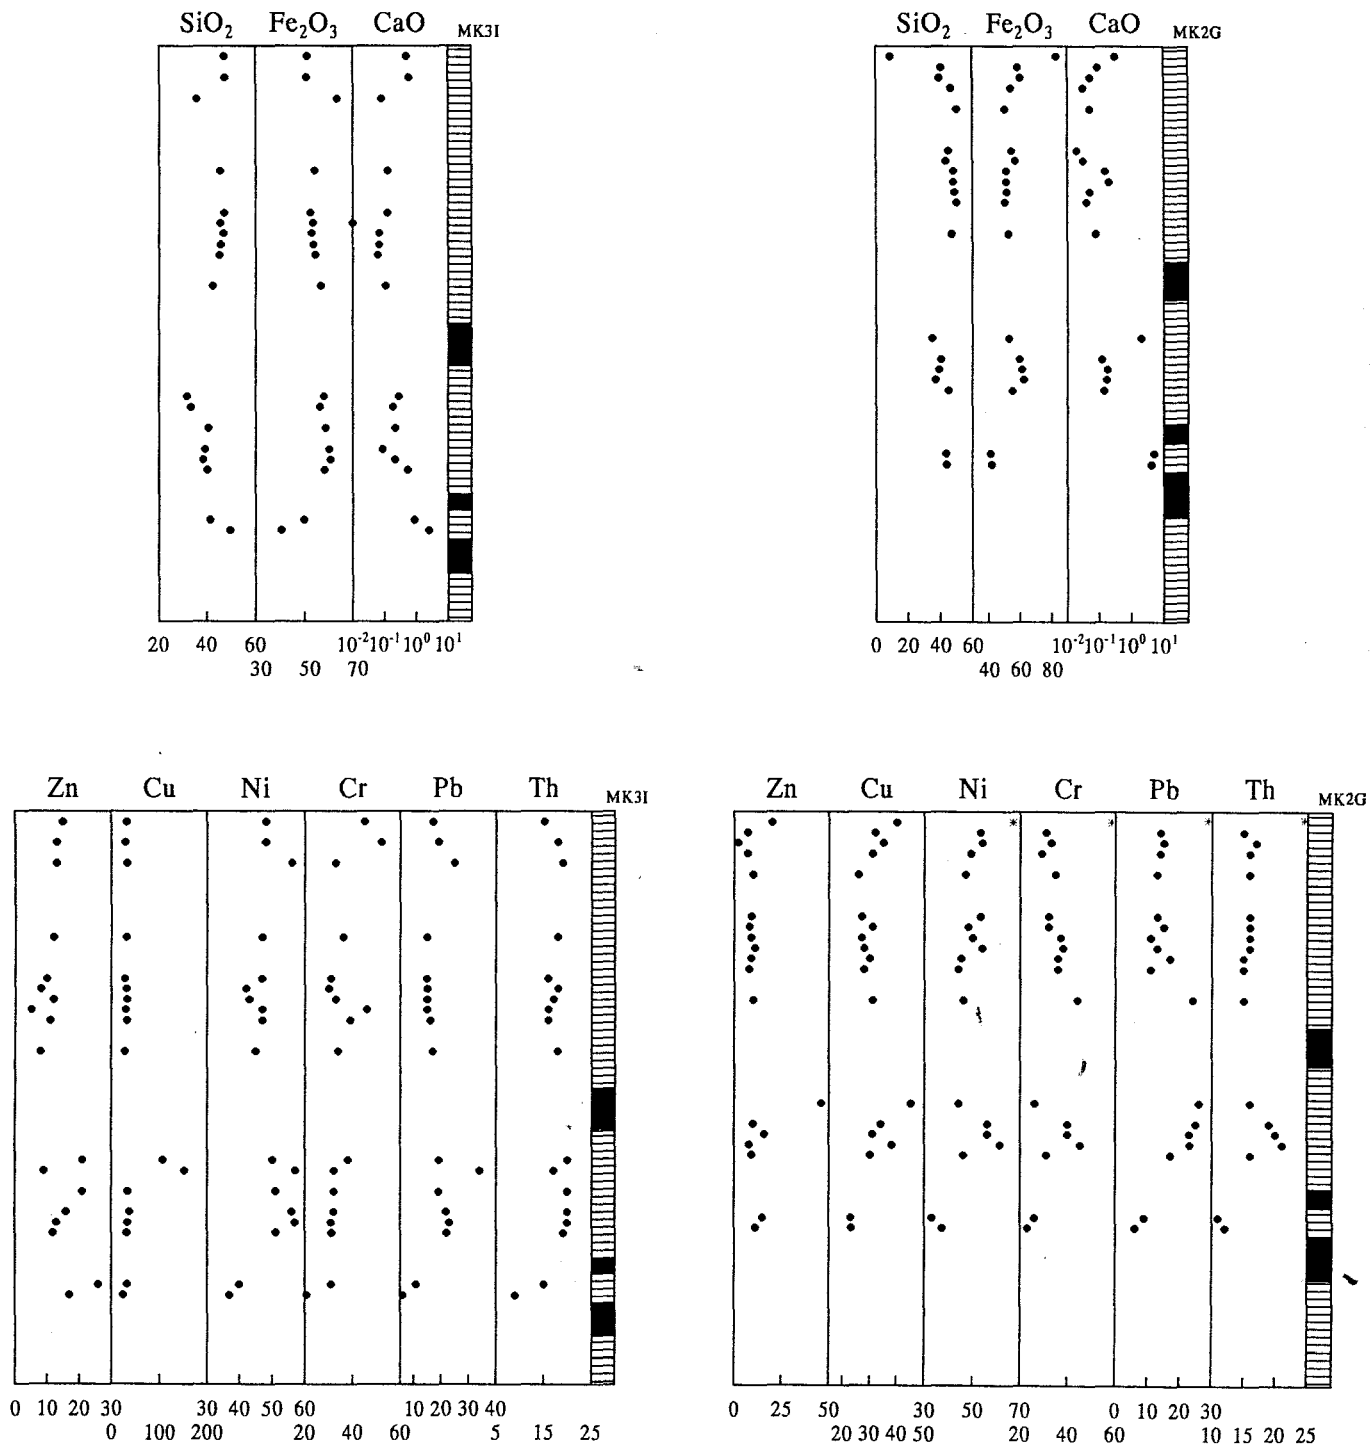 SiO₂ Fe₂O₃ CaO MK3I
20 40 60 10⁻² 10⁻¹ 10⁰ 10¹
30 50 70
SiO₂ Fe₂O₃ CaO MK2G
0 20 40 60 10⁻² 10⁻¹ 10⁰ 10¹
40 60 80
Zn Cu Ni Cr Pb Th MK3I
0 10 20 30 30 40 50 60 10 20 30 40
0 100 200 20 40 60 5 15 25
Zn Cu Ni Cr Pb Th MK2G
0 25 50 30 50 70 0 10 20 30
20 30 40 50 20 40 60 10 15 20 25